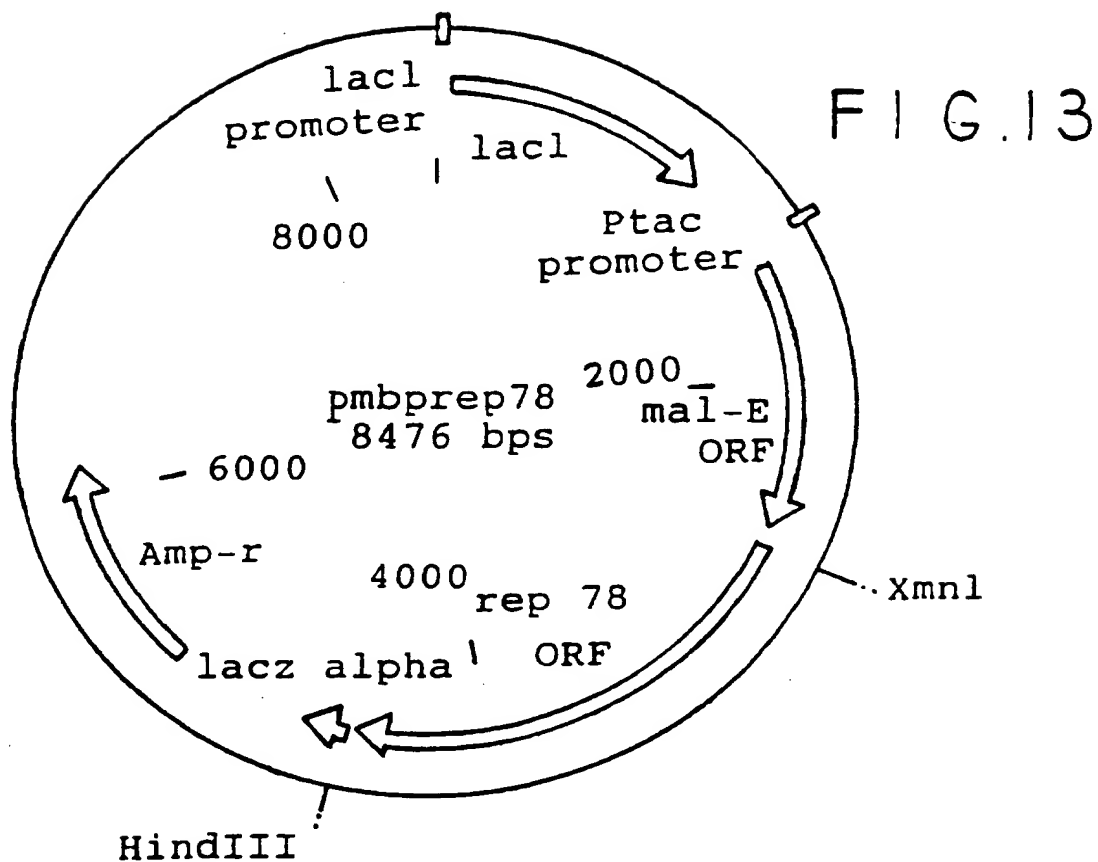 FIG.13
lacl
promoter
lacl
8000
Ptac
promoter
2000
mal-E
ORF
pmbprep78
8476 bps
6000
Amp-r
4000
rep 78
ORF
Xmnl
lacz alpha
HindIII